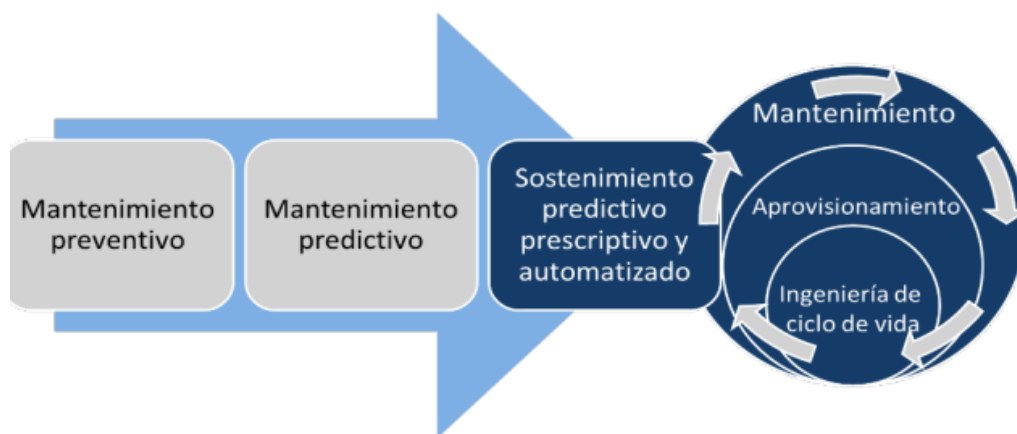 Mantenimiento
preventivo
Mantenimiento
predictivo
Sostenimiento
predictivo
prescriptivo y
automatizado
Mantenimiento
Aprovisionamiento
Ingeniería de
ciclo de vida